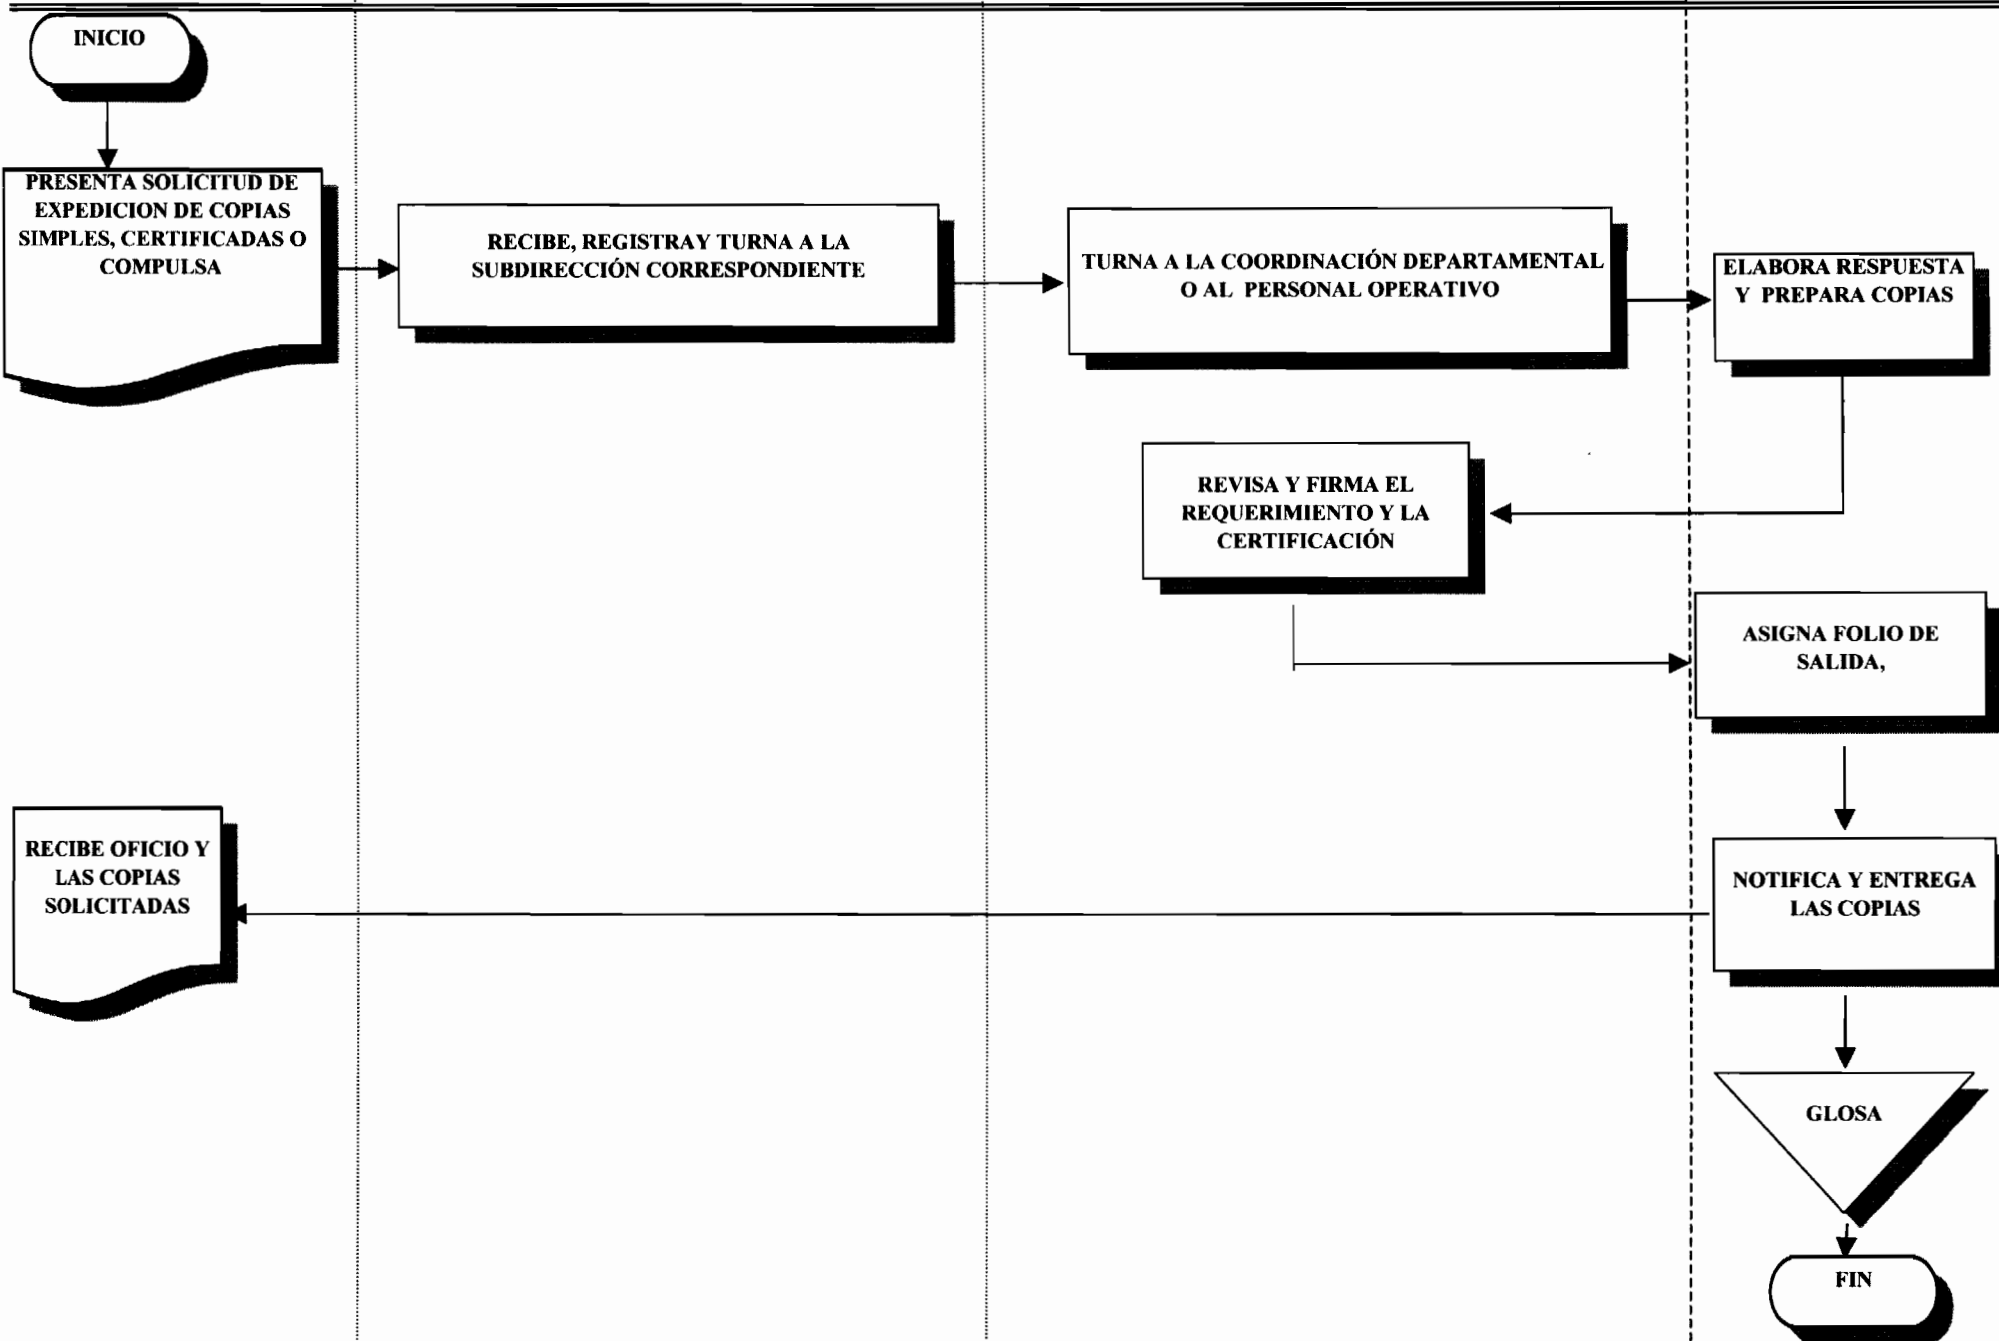 INICIO
PRESENTA SOLICITUD DE
EXPEDICION DE COPIAS
SIMPLES, CERTIFICADAS O
COMPULSA
RECIBE, REGISTRAY TURNA A LA
SUBDIRECCIÓN CORRESPONDIENTE
TURNA A LA COORDINACIÓN DEPARTAMENTAL
O AL PERSONAL OPERATIVO
ELABORA RESPUESTA
Y PREPARA COPIAS
REVISA Y FIRMA EL
REQUERIMIENTO Y LA
CERTIFICACIÓN
ASIGNA FOLIO DE
SALIDA,
NOTIFICA Y ENTREGA
LAS COPIAS
RECIBE OFICIO Y
LAS COPIAS
SOLICITADAS
GLOSA
FIN